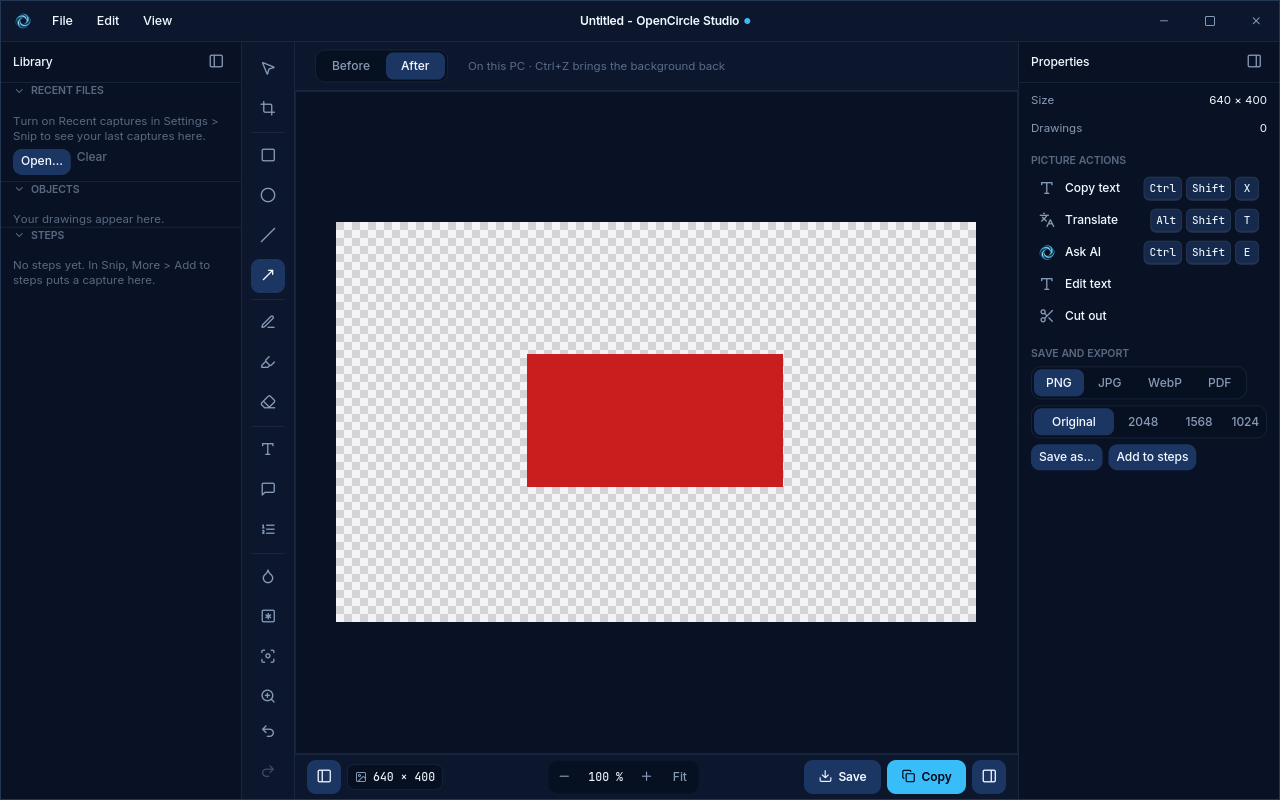 File Edit View
Untitled - OpenCircle Studio
Library
RECENT FILES
Turn on Recent captures in Settings >
Snip to see your last captures here.
Open... Clear
OBJECTS
Your drawings appear here.
STEPS
No steps yet. In Snip, More > Add to
steps puts a capture here.
Before After On this PC · Ctrl+Z brings the background back
Properties
Size 640 × 400
Drawings 0
PICTURE ACTIONS
Copy text Ctrl Shift X
Translate Alt Shift T
Ask AI Ctrl Shift E
Edit text
Cut out
SAVE AND EXPORT
PNG JPG WebP PDF
Original 2048 1568 1024
Save as... Add to steps
640 × 400
100 %
Fit
Save
Copy